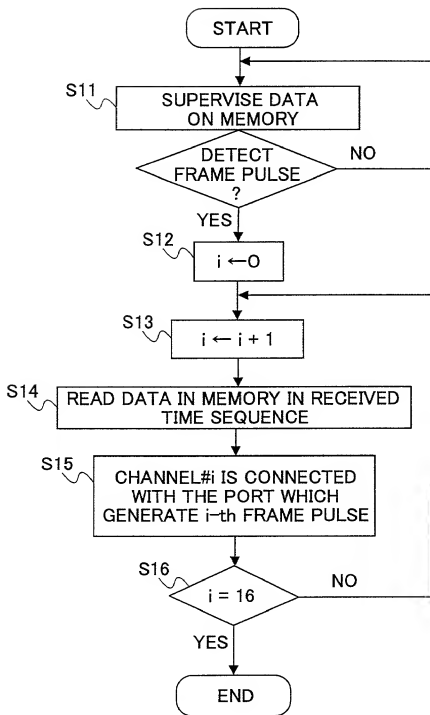 START
S11
SUPERVISE DATA
ON MEMORY
DETECT
FRAME PULSE
?
NO
YES
S12
i ←0
S13
i ← i + 1
S14
READ DATA IN MEMORY IN RECEIVED
TIME SEQUENCE
S15
CHANNEL#i IS CONNECTED
WITH THE PORT WHICH
GENERATE i-th FRAME PULSE
S16
i = 16
NO
YES
END